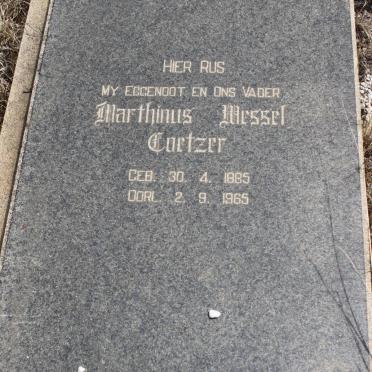 HIER RUS
MY EGGENOOT EN ONS VADER
Marthinus Wessel
Coetzer
GEB. 30. 4. 1885
OORL. 2. 9. 1965